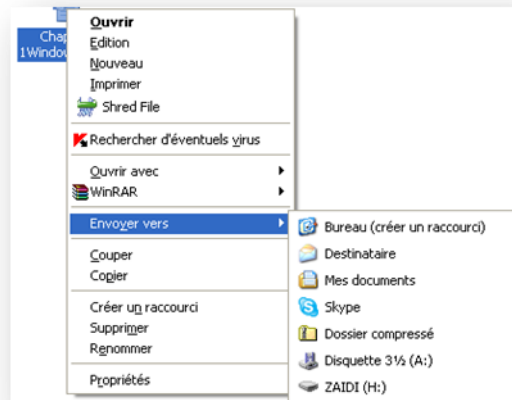 Chap
1Window
Ouvrir
Edition
Nouveau
Imprimer
Shred File
Rechercher d'éventuels virus
Ouvrir avec
WinRAR
Envoyer vers
Couper
Copier
Créer un raccourci
Supprimer
Renommer
Propriétés
Bureau (créer un raccourci)
Destinataire
Mes documents
Skype
Dossier compressé
Disquette 3½ (A:)
ZAIDI (H:)